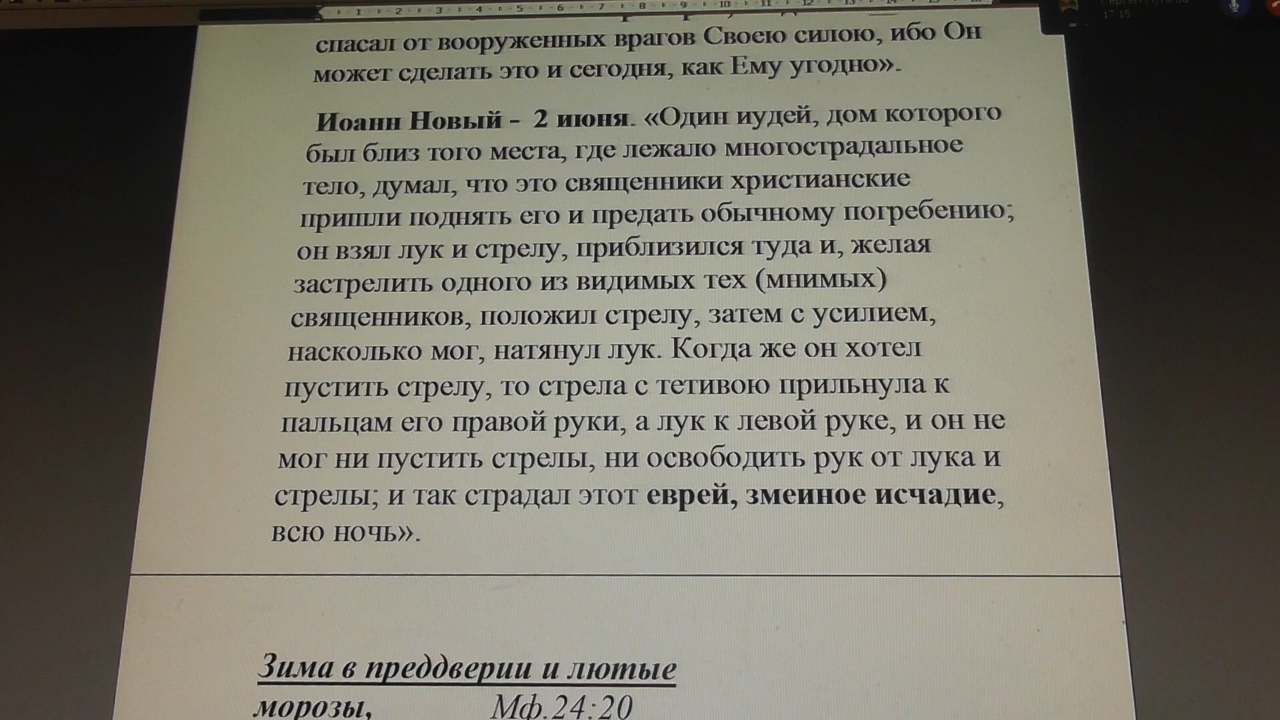 спасал от вооруженных врагов Своею силою, ибо Он
может сделать это и сегодня, как Ему угодно».
Иоанн Новый - 2 июня. «Один иудей, дом которого
был близ того места, где лежало многострадальное
тело, думал, что это священники христианские
пришли поднять его и предать обычному погребению;
он взял лук и стрелу, приблизился туда и, желая
застрелить одного из видимых тех (мнимых)
священников, положил стрелу, затем с усилием,
насколько мог, натянул лук. Когда же он хотел
пустить стрелу, то стрела с тетивою прильнула к
пальцам его правой руки, а лук к левой руке, и он не
мог ни пустить стрелы, ни освободить рук от лука и
стрелы; и так страдал этот еврей, змеиное исчадие,
всю ночь».
Зима в преддверии и лютые
морозы, Мф.24:20